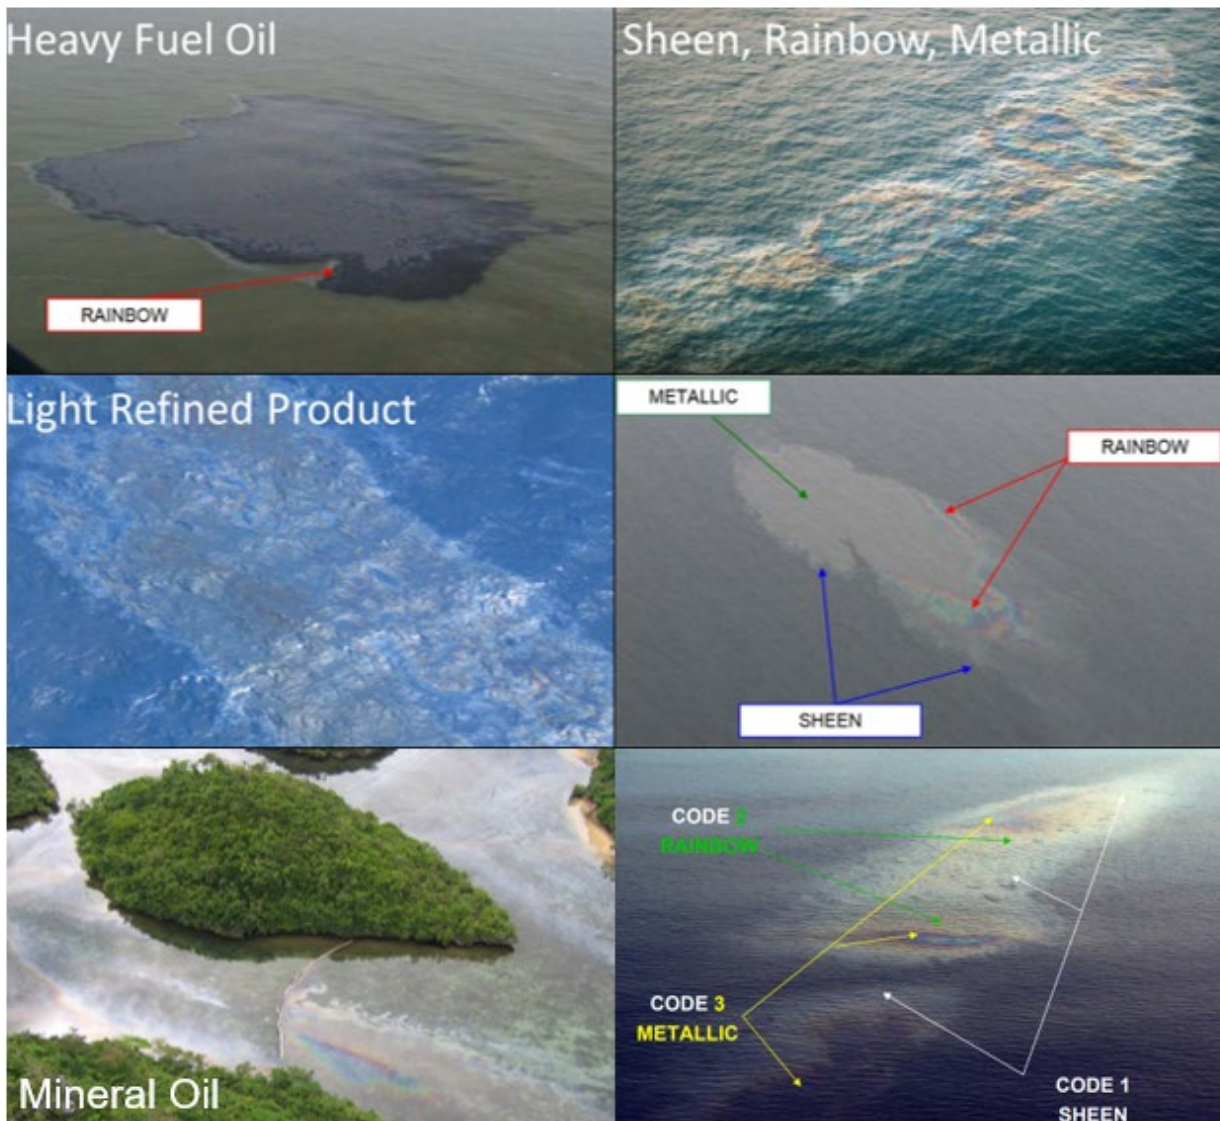 Heavy Fuel Oil
RAINBOW
Sheen, Rainbow, Metallic
Light Refined Product
METALLIC
RAINBOW
SHEEN
Mineral Oil
CODE 2
RAINBOW
CODE 3
METALLIC
CODE 1
SHEEN